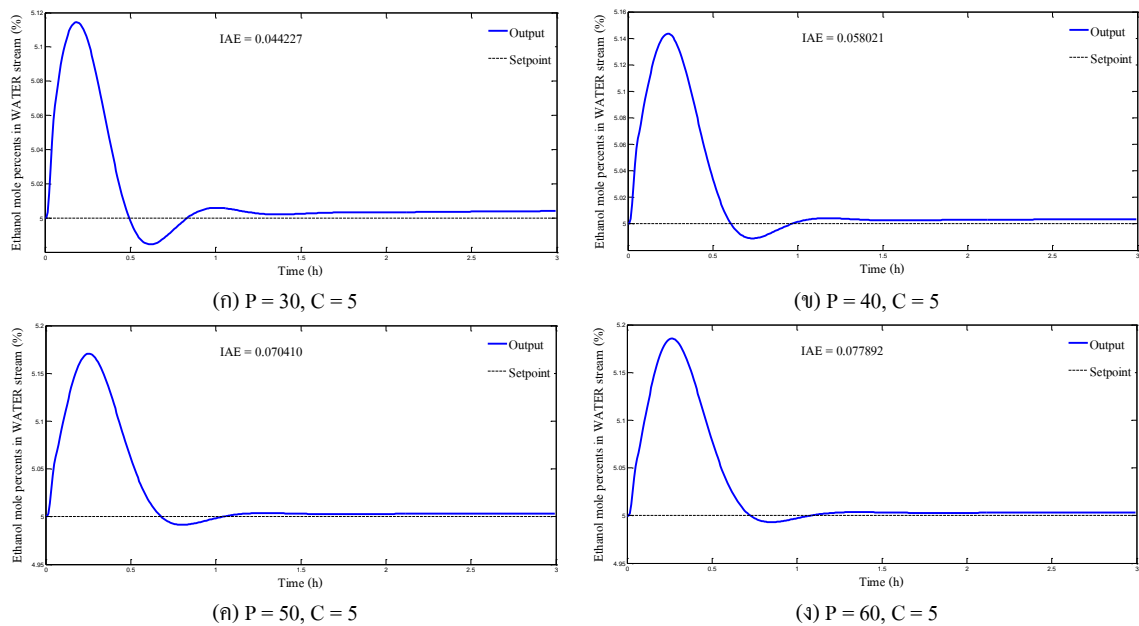 Ethanol mole percents in WATER stream (%)
5.12
5.1
5.08
5.06
5.04
5.02
5
0
0.5
1
1.5
2
2.5
3
IAE = 0.044227
Output
Setpoint
Time (h)
(ก) P = 30, C = 5
Ethanol mole percents in WATER stream (%)
5.16
5.14
5.12
5.1
5.08
5.06
5.04
5.02
5
0
0.5
1
1.5
2
2.5
3
IAE = 0.058021
Output
Setpoint
Time (h)
(ข) P = 40, C = 5
Ethanol mole percents in WATER stream (%)
5.2
5.15
5.1
5.05
5
4.95
0
0.5
1
1.5
2
2.5
3
IAE = 0.070410
Output
Setpoint
Time (h)
(ค) P = 50, C = 5
Ethanol mole percents in WATER stream (%)
5.2
5.15
5.1
5.05
5
4.95
0
0.5
1
1.5
2
2.5
3
IAE = 0.077892
Output
Setpoint
Time (h)
(ง) P = 60, C = 5